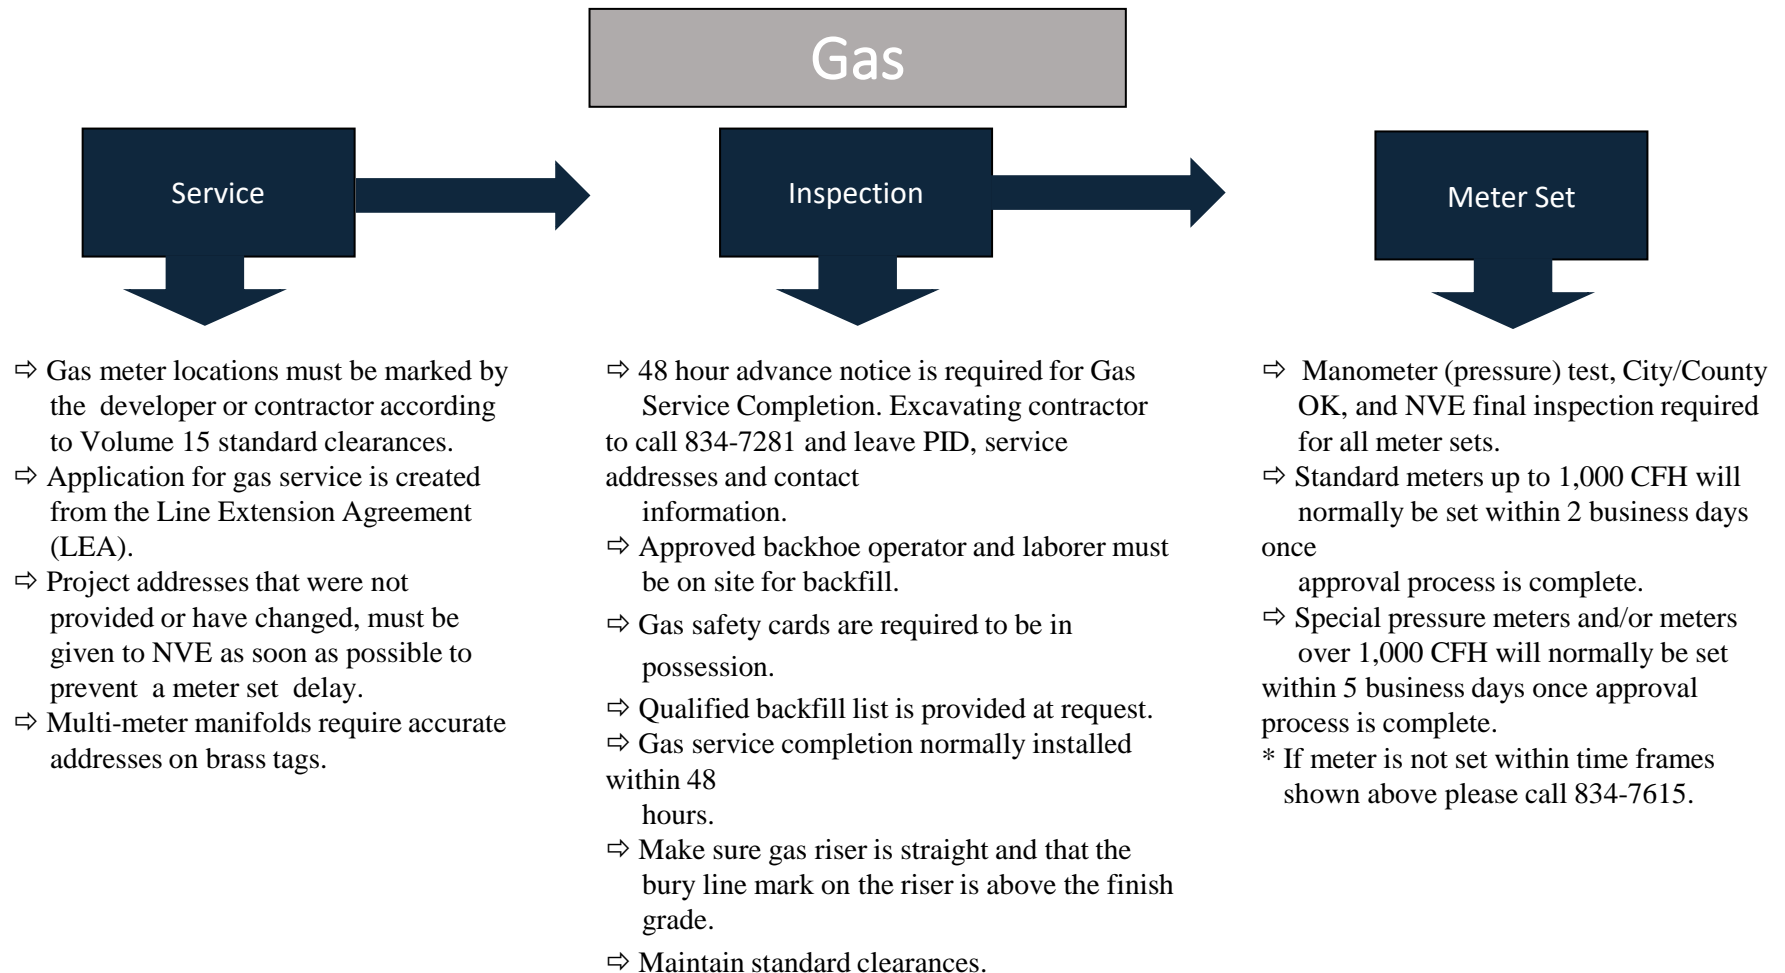 Gas
Service
Inspection
Meter Set
⇨ Gas meter locations must be marked by
the developer or contractor according
to Volume 15 standard clearances.
⇨ Application for gas service is created
from the Line Extension Agreement
(LEA).
⇨ Project addresses that were not
provided or have changed, must be
given to NVE as soon as possible to
prevent a meter set delay.
⇨ Multi-meter manifolds require accurate
addresses on brass tags.
⇨ 48 hour advance notice is required for Gas
Service Completion. Excavating contractor
to call 834-7281 and leave PID, service
addresses and contact
information.
⇨ Approved backhoe operator and laborer must
be on site for backfill.
⇨ Gas safety cards are required to be in
possession.
⇨ Qualified backfill list is provided at request.
⇨ Gas service completion normally installed
within 48
hours.
⇨ Make sure gas riser is straight and that the
bury line mark on the riser is above the finish
grade.
⇨ Maintain standard clearances.
⇨ Manometer (pressure) test, City/County
OK, and NVE final inspection required
for all meter sets.
⇨ Standard meters up to 1,000 CFH will
normally be set within 2 business days
once
approval process is complete.
⇨ Special pressure meters and/or meters
over 1,000 CFH will normally be set
within 5 business days once approval
process is complete.
* If meter is not set within time frames
shown above please call 834-7615.